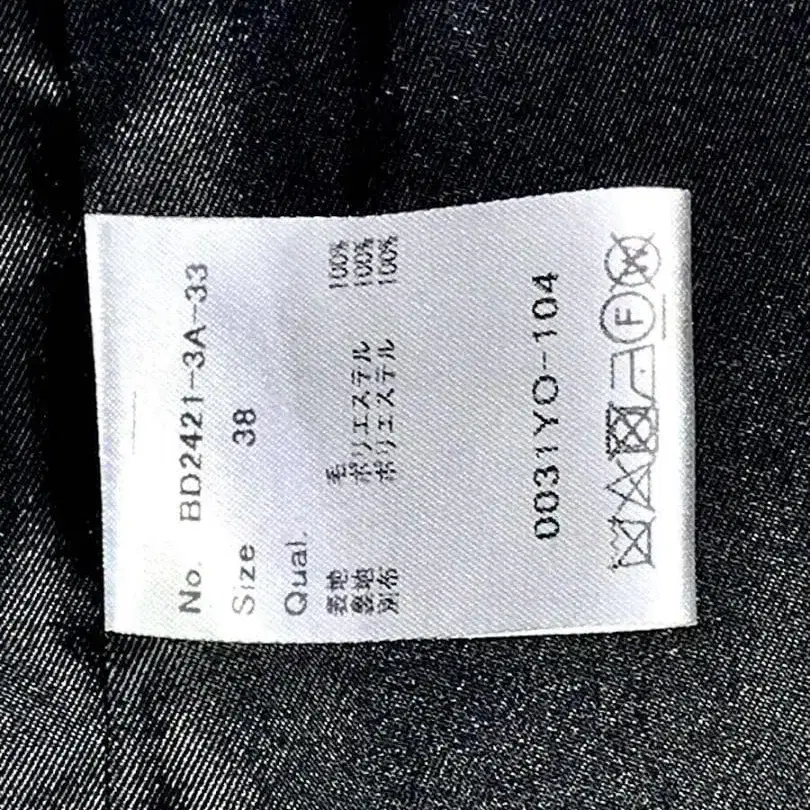 No. BD2421-3A-33
Size 38
Qual.
表地 毛 100%
裏地 ポリエステル 100%
別布 ポリエステル 100%
0031YO-104
F